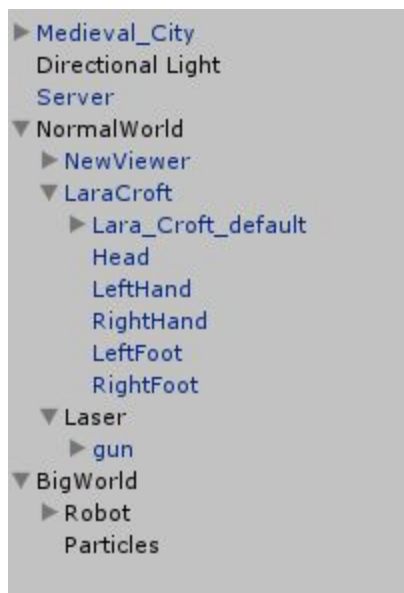 Medieval_City
Directional Light
Server
NormalWorld
NewViewer
LaraCroft
Lara_Croft_default
Head
LeftHand
RightHand
LeftFoot
RightFoot
Laser
gun
BigWorld
Robot
Particles